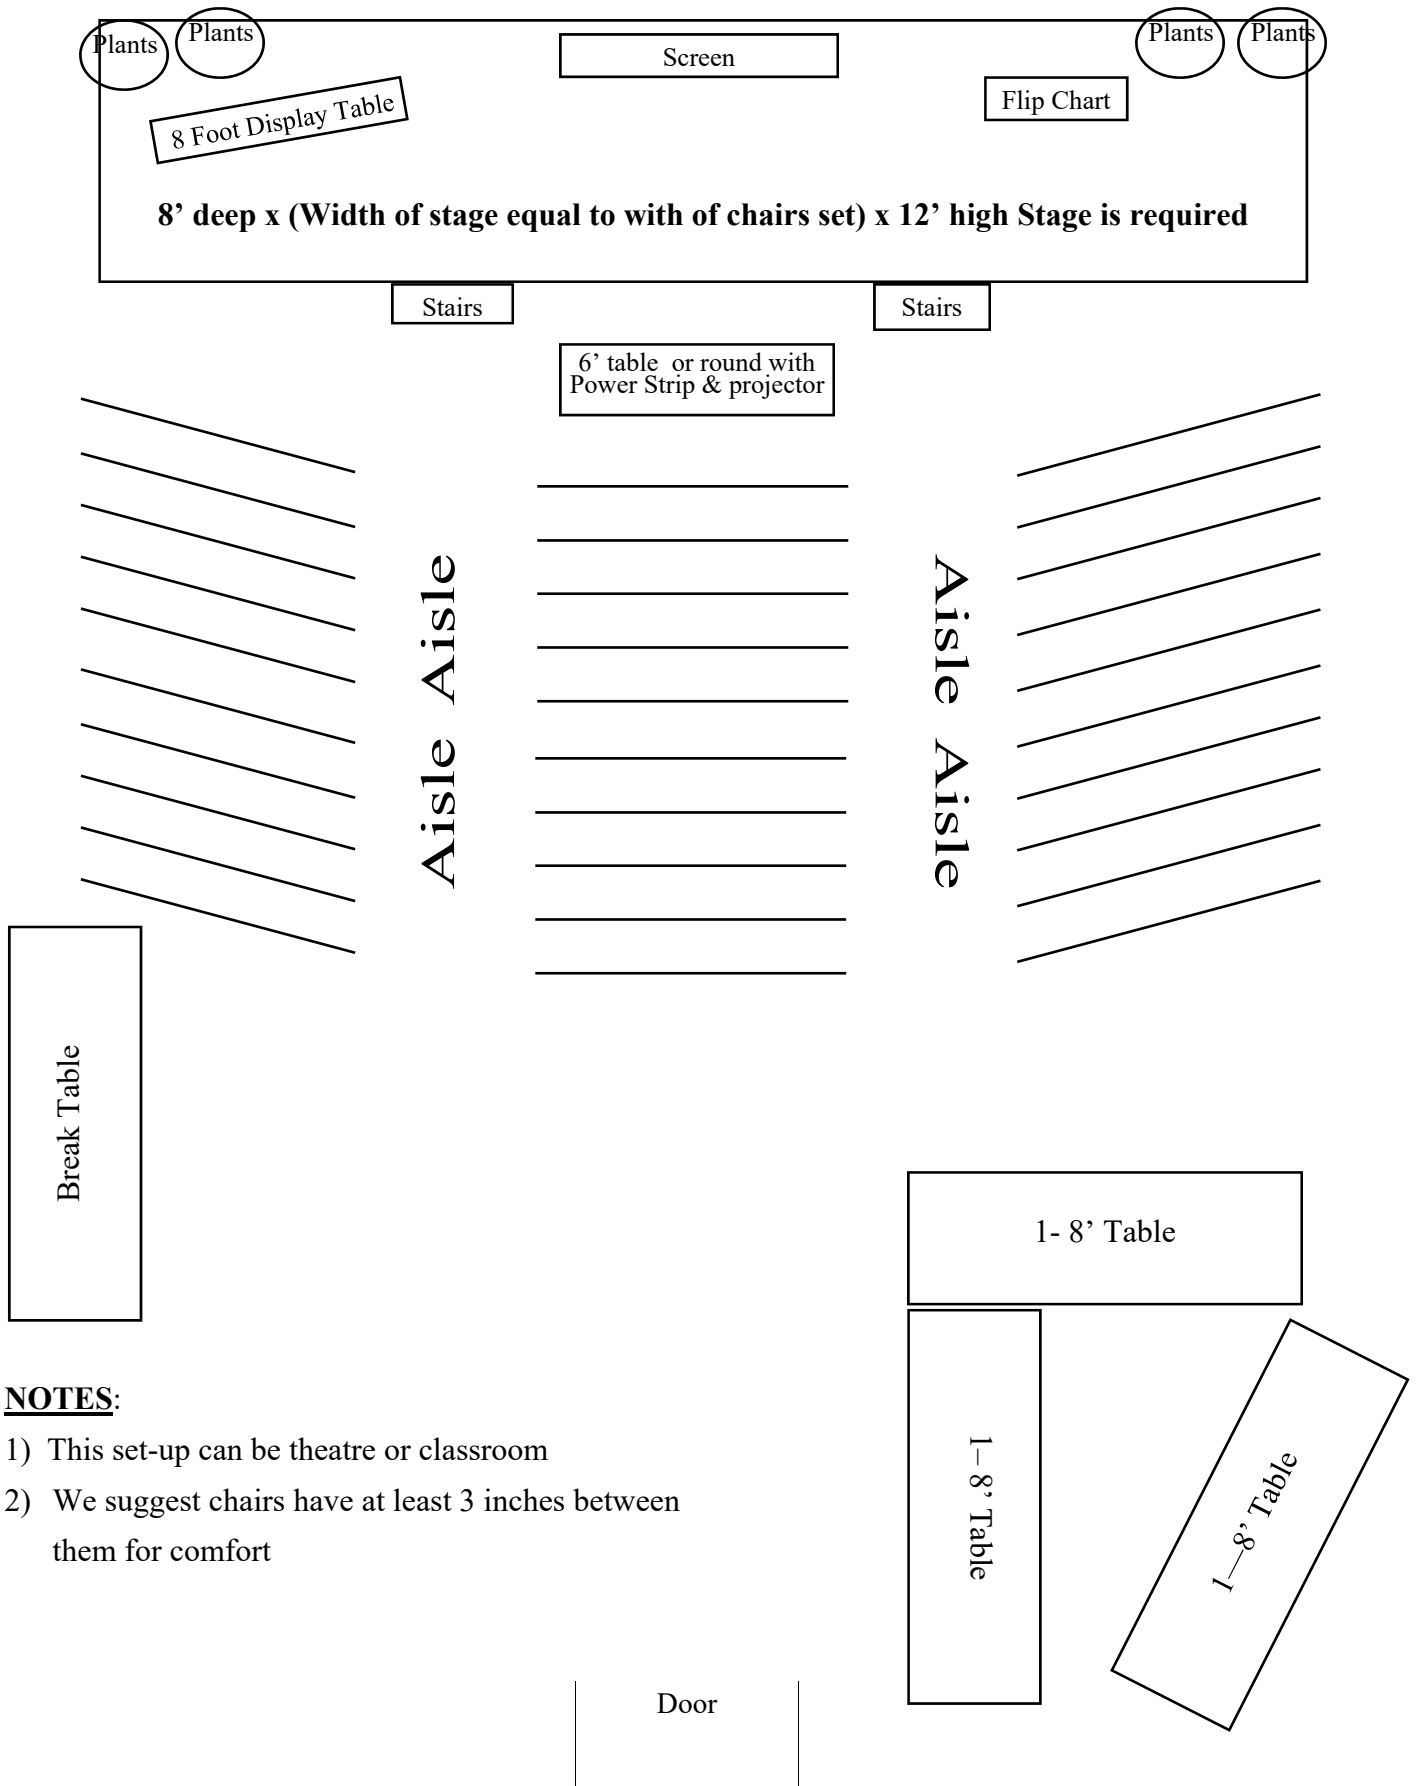 Plants
Plants
Screen
Plants
Plants
8 Foot Display Table
Flip Chart
8’ deep x (Width of stage equal to with of chairs set) x 12’ high Stage is required
Stairs
Stairs
6’ table or round with
Power Strip & projector
Aisle Aisle
Aisle Aisle
Break Table
1- 8’ Table
1– 8’ Table
1—8’ Table
NOTES:
1) This set-up can be theatre or classroom
2) We suggest chairs have at least 3 inches between
them for comfort
Door